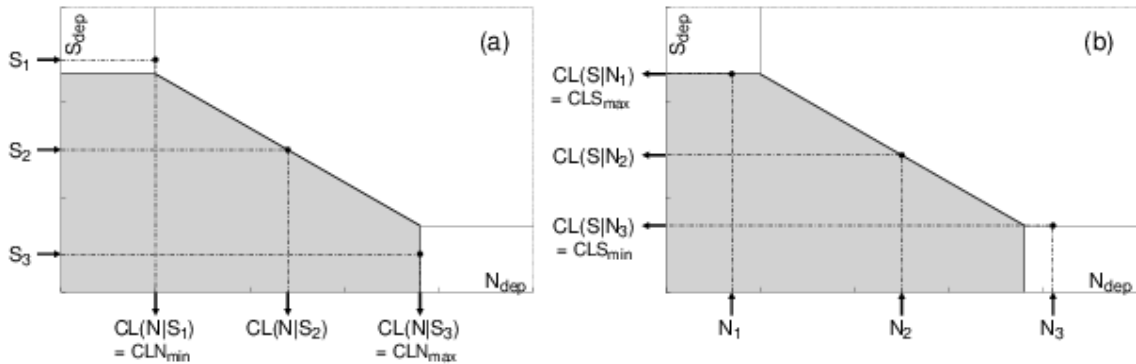 S_dep
(a)
S_1
S_2
S_3
N_dep
CL(N|S_1)
= CLN_min
CL(N|S_2)
CL(N|S_3)
= CLN_max
S_dep
(b)
CL(S|N_1)
= CLS_max
CL(S|N_2)
CL(S|N_3)
= CLS_min
N_dep
N_1
N_2
N_3